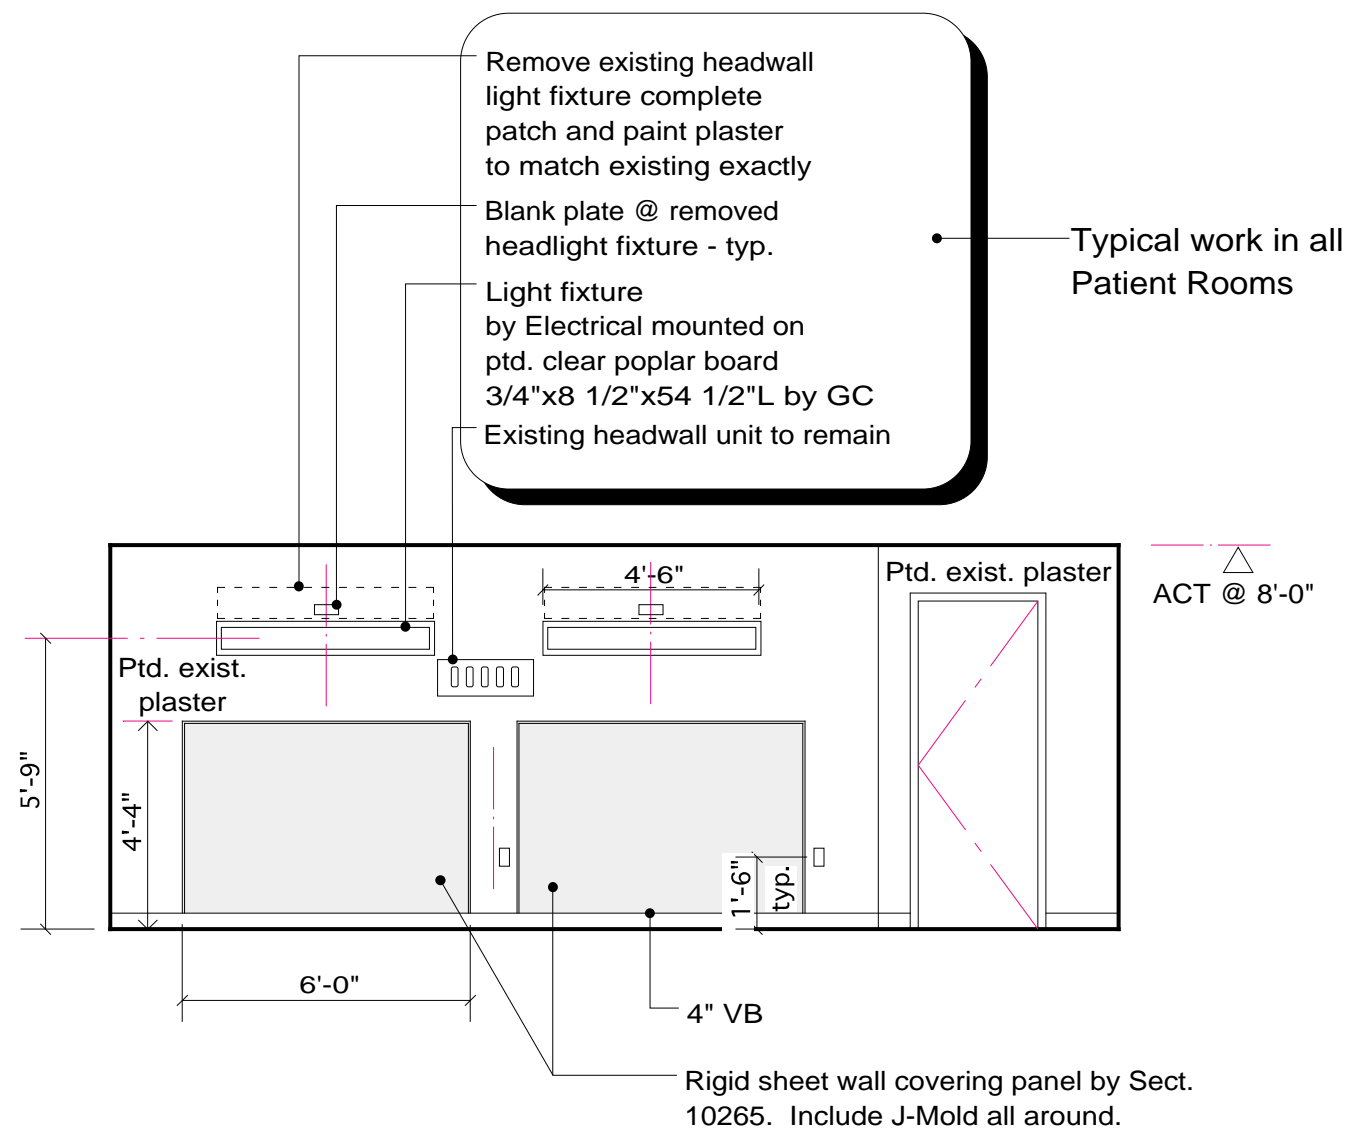 Remove existing headwall
light fixture complete
patch and paint plaster
to match existing exactly
Blank plate @ removed
headlight fixture - typ.
Light fixture
by Electrical mounted on
ptd. clear poplar board
3/4"x8 1/2"x54 1/2"L by GC
Existing headwall unit to remain
Typical work in all
Patient Rooms
4'-6"
Ptd. exist. plaster
ACT @ 8'-0"
Ptd. exist.
plaster
5'-9"
4'-4"
1'-6"
typ.
6'-0"
4" VB
Rigid sheet wall covering panel by Sect.
10265.  Include J-Mold all around.